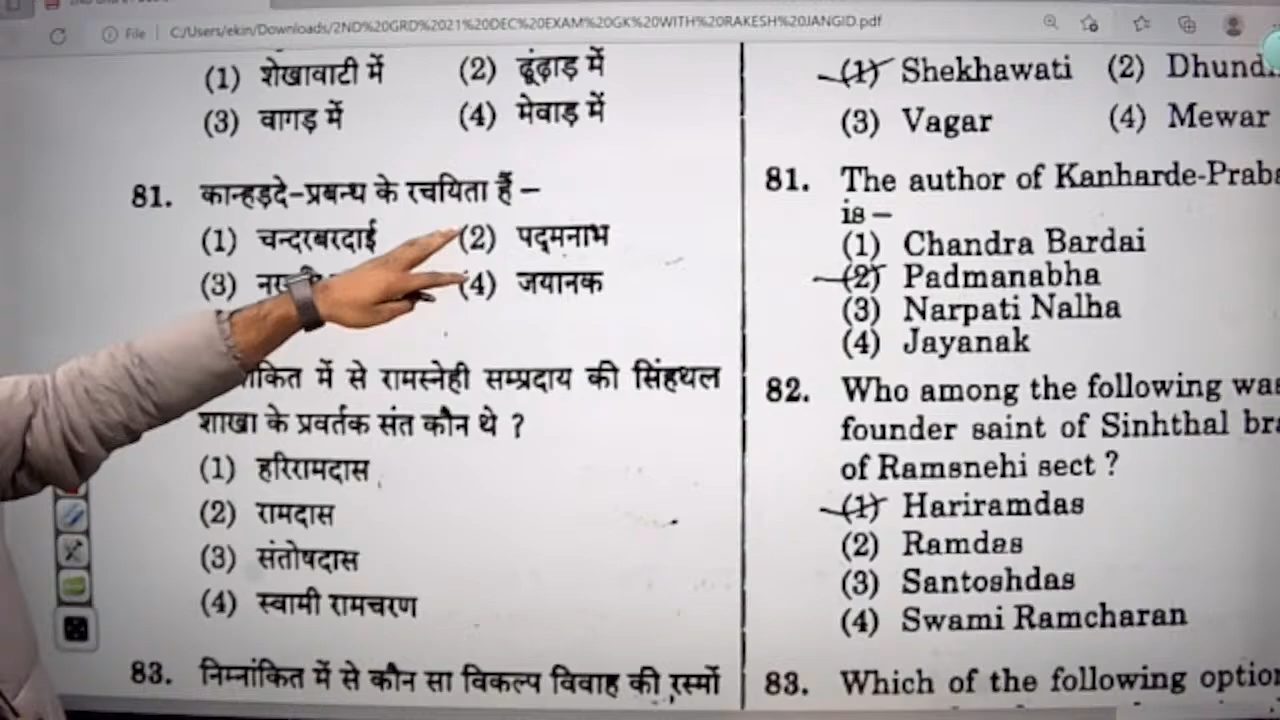 File
C:/Users/ekin/Downloads/2ND%20GRD%2021%20DEC%20EXAM%20GK%20WITH%20RAKESH%20JANGID.pdf
(1) शेखावाटी में (2) ढूंढ़ाड़ में
(3) वागड़ में (4) मेवाड़ में
81. कान्हड़दे-प्रबन्ध के रचयिता हैं –
(1) चन्दरबरदाई (2) पद्मनाभ
(3) (4) जयानक
में से रामस्नेही सम्प्रदाय की सिंहथल
शाखा के प्रवर्तक संत कौन थे ?
(1) हरिरामदास
(2) रामदास
(3) संतोषदास
(4) स्वामी रामचरण
83. निम्नांकित में से कौन सा विकल्प विवाह की रस्मों
(1) Shekhawati (2)
(3) Vagar (4) Mewar
81. The author of Kanharde-
is –
(1) Chandra Bardai
(2) Padmanabha
(3) Narpati Nalha
(4) Jayanak
82. Who among the following was
founder saint of Sinhthal
of Ramsnehi sect ?
(1) Hariramdas
(2) Ramdas
(3) Santoshdas
(4) Swami Ramcharan
83. Which of the following